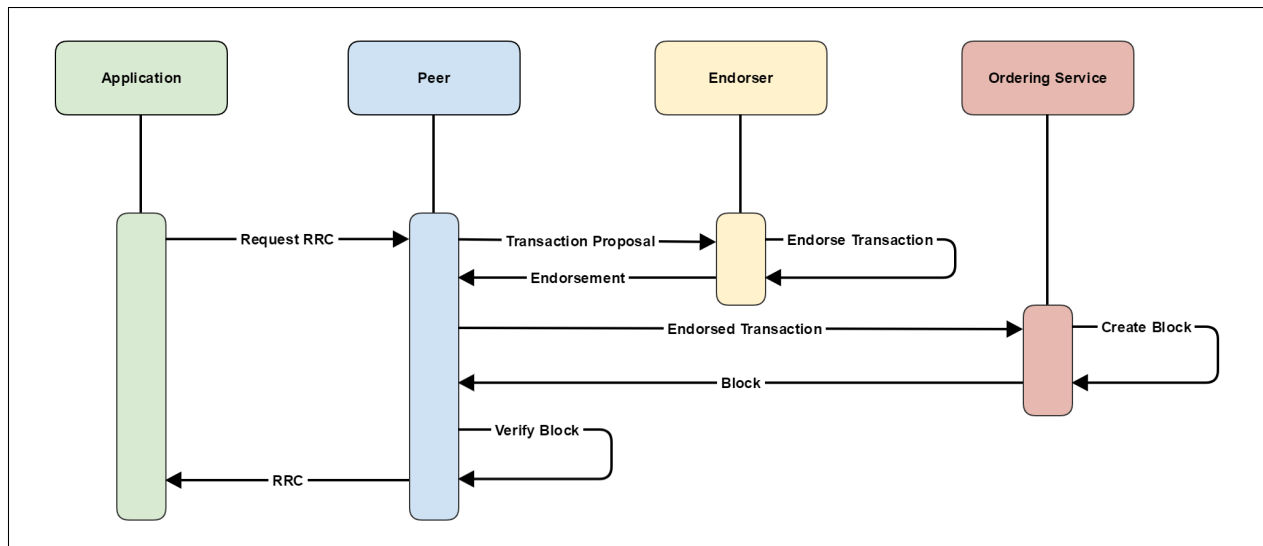 Application
Peer
Endorser
Ordering Service
Request RRC
Transaction Proposal
Endorse Transaction
Endorsement
Endorsed Transaction
Create Block
Block
Verify Block
RRC